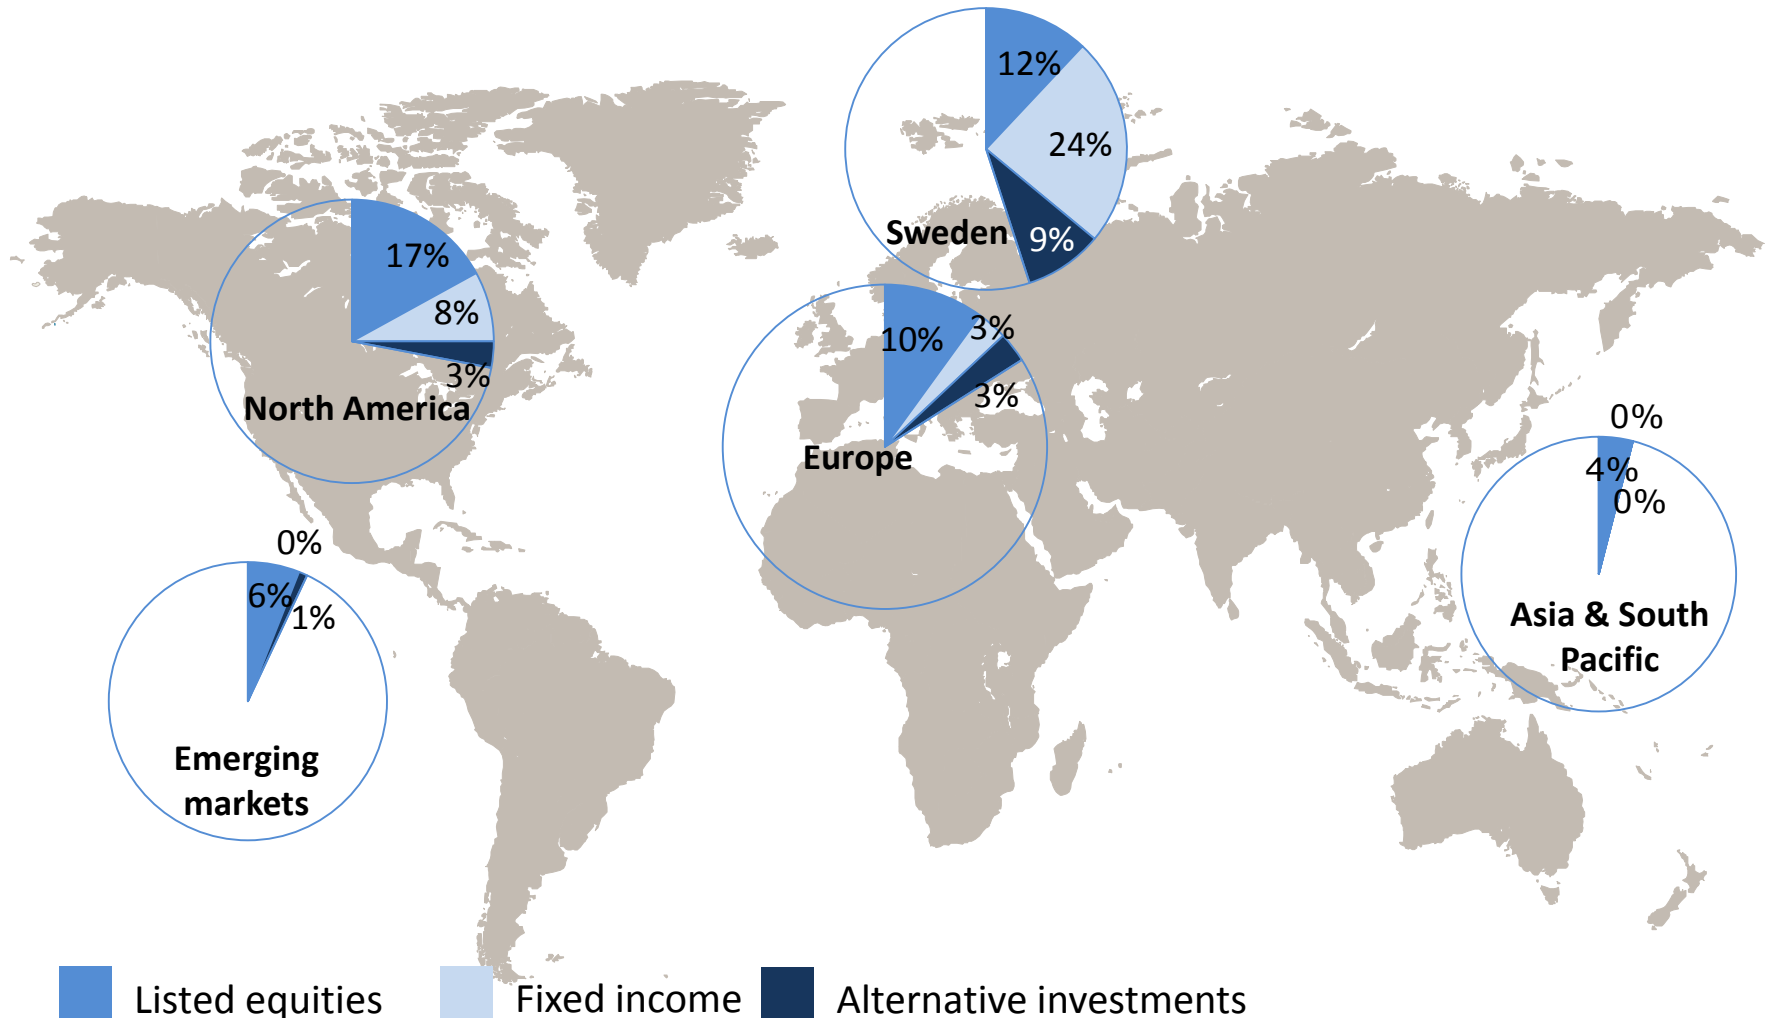 12%
24%
9%
Sweden
17%
8%
3%
North America
10%
3%
3%
Europe
0%
4%
0%
Asia & South
Pacific
0%
6%
1%
Emerging
markets
Listed equities
Fixed income
Alternative investments